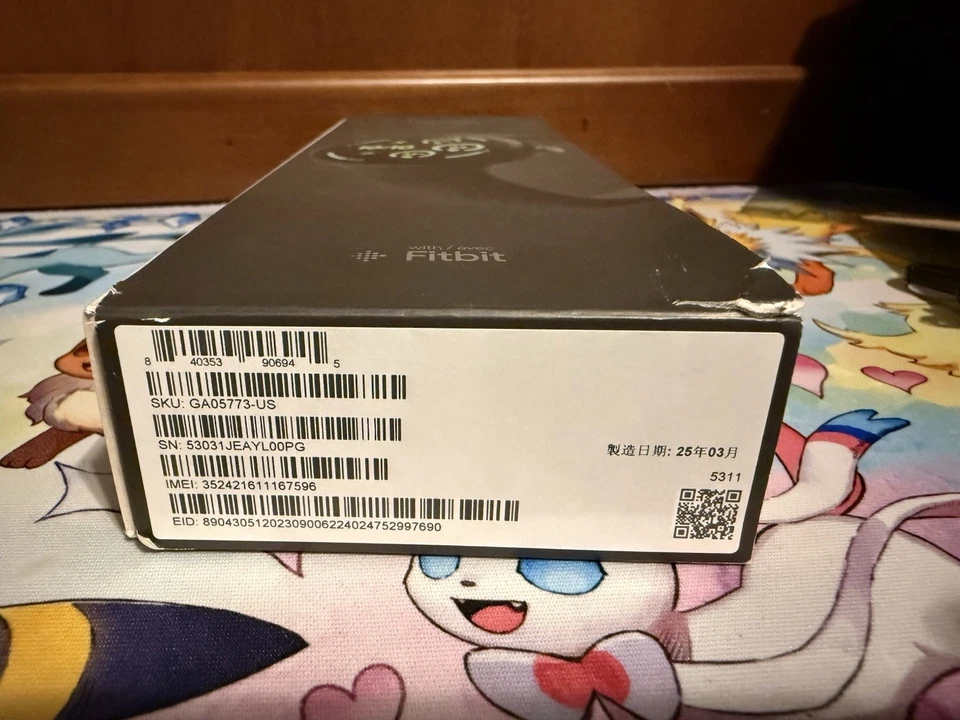 with / avec
Fitbit
8 40353 90694 5
SKU: GA05773-US
SN: 53031JEAYL00PG
IMEI: 352421611167596
EID: 89043051202309006224024752997690
製造日期: 25年03月
5311